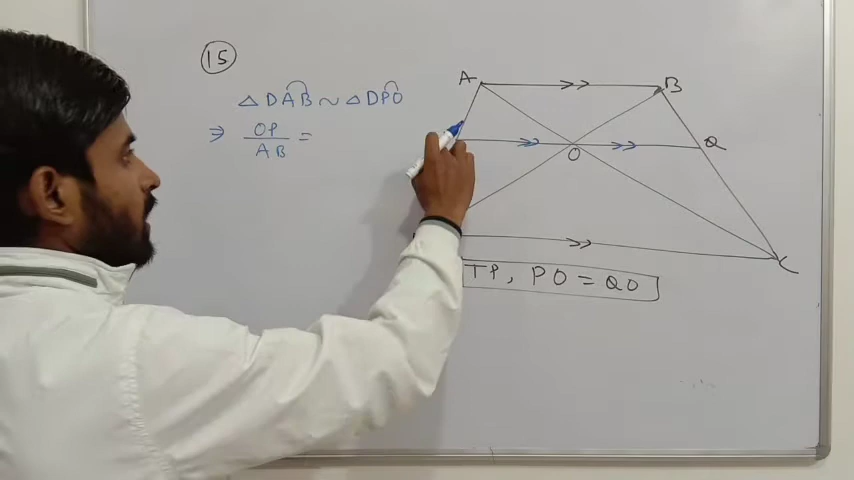 15
△ DAB ~ △ DPO
⇒ OP/AB =
A
B
O
Q
C
TP, PO = QO